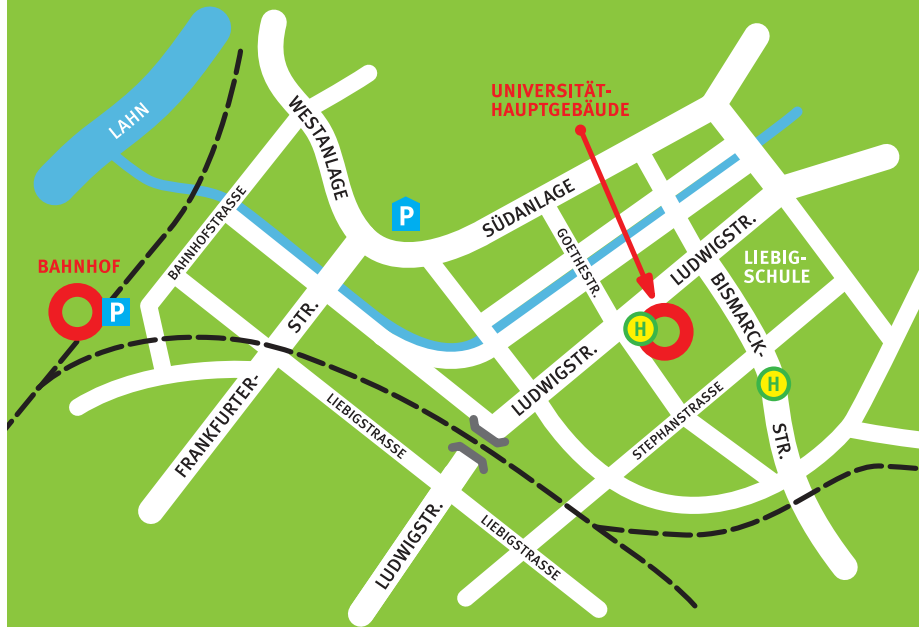 LAHN
WESTANLAGE
UNIVERSITÄT-
HAUPTGEBÄUDE
BAHNHOFSTRASSE
P
SÜDANLAGE
GOETHESTR.
LUDWIGSTR.
LIEBIG-
SCHULE
BAHNHOF
P
STR.
FRANKFURTER-
H
BISMARCK-
STR.
H
LUDWIGSTR.
LIEBIGSTRASSE
STEPHANSTRASSE
LUDWIGSTR.
LIEBIGSTRASSE